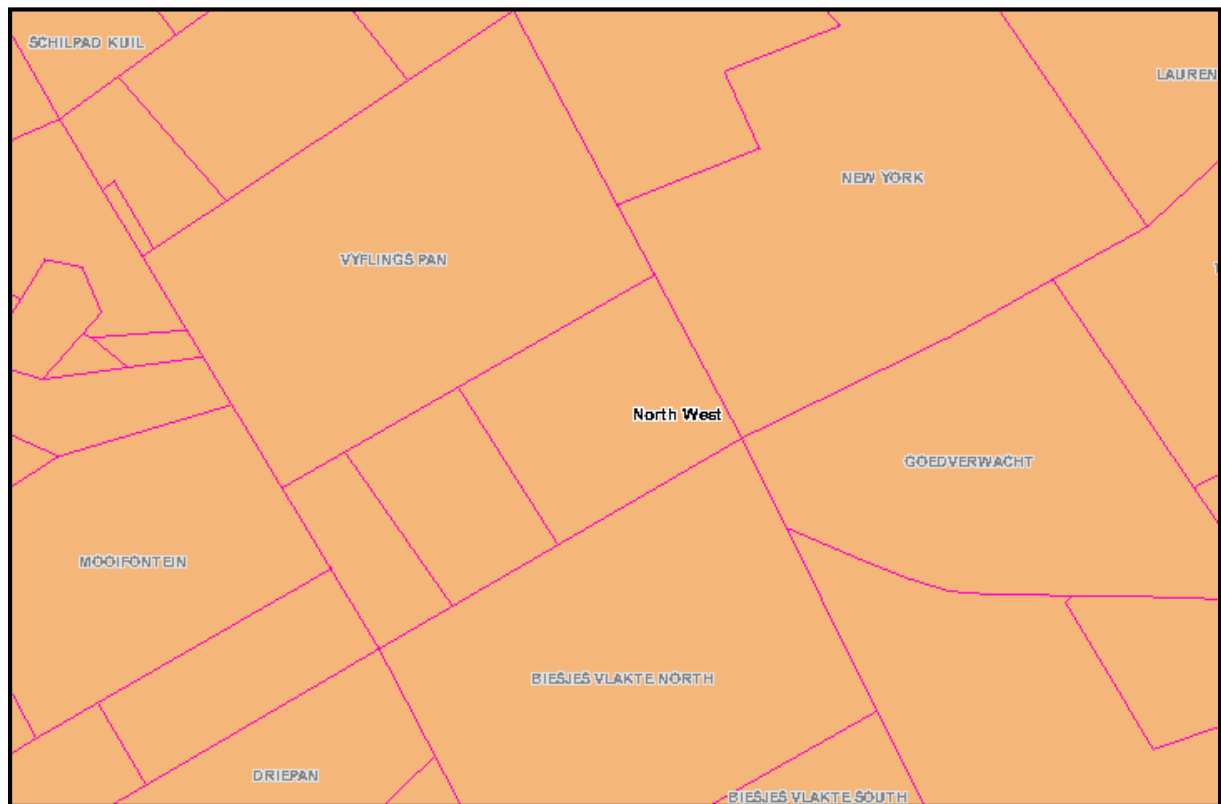 SCHILPAD KUIL
LAUREN
NEW YORK
VYFLINGS PAN
North West
GOEDVERWACHT
MOOIFONTEIN
BIESJES VLAKTE NORTH
DRIEPAN
BIESJES VLAKTE SOUTH